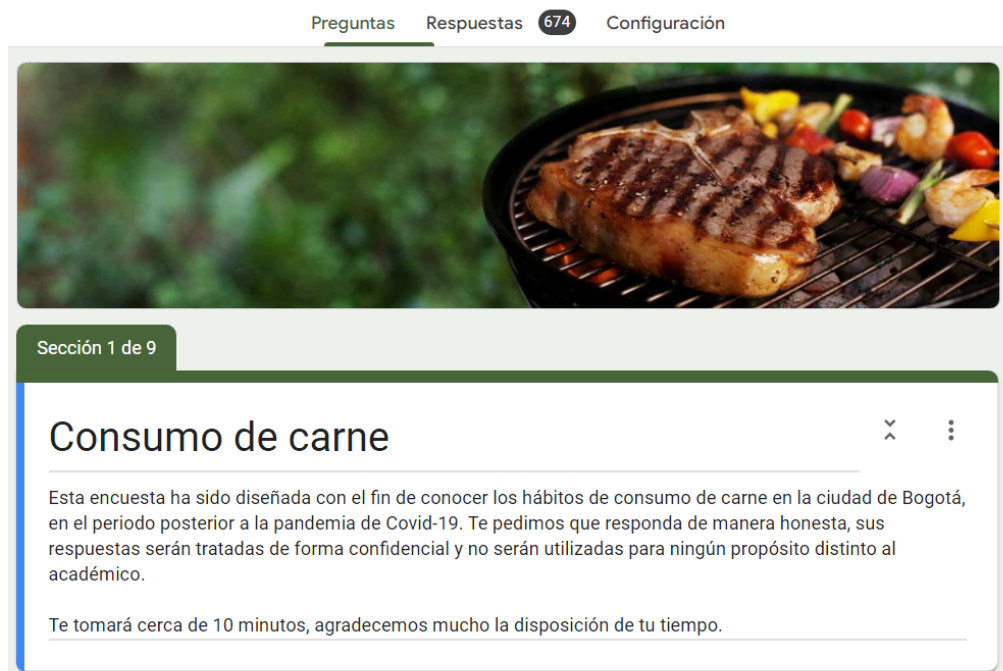 Preguntas Respuestas 674 Configuración
Sección 1 de 9
Consumo de carne
Esta encuesta ha sido diseñada con el fin de conocer los hábitos de consumo de carne en la ciudad de Bogotá,
en el periodo posterior a la pandemia de Covid-19. Te pedimos que responda de manera honesta, sus
respuestas serán tratadas de forma confidencial y no serán utilizadas para ningún propósito distinto al
académico.
Te tomará cerca de 10 minutos, agradecemos mucho la disposición de tu tiempo.